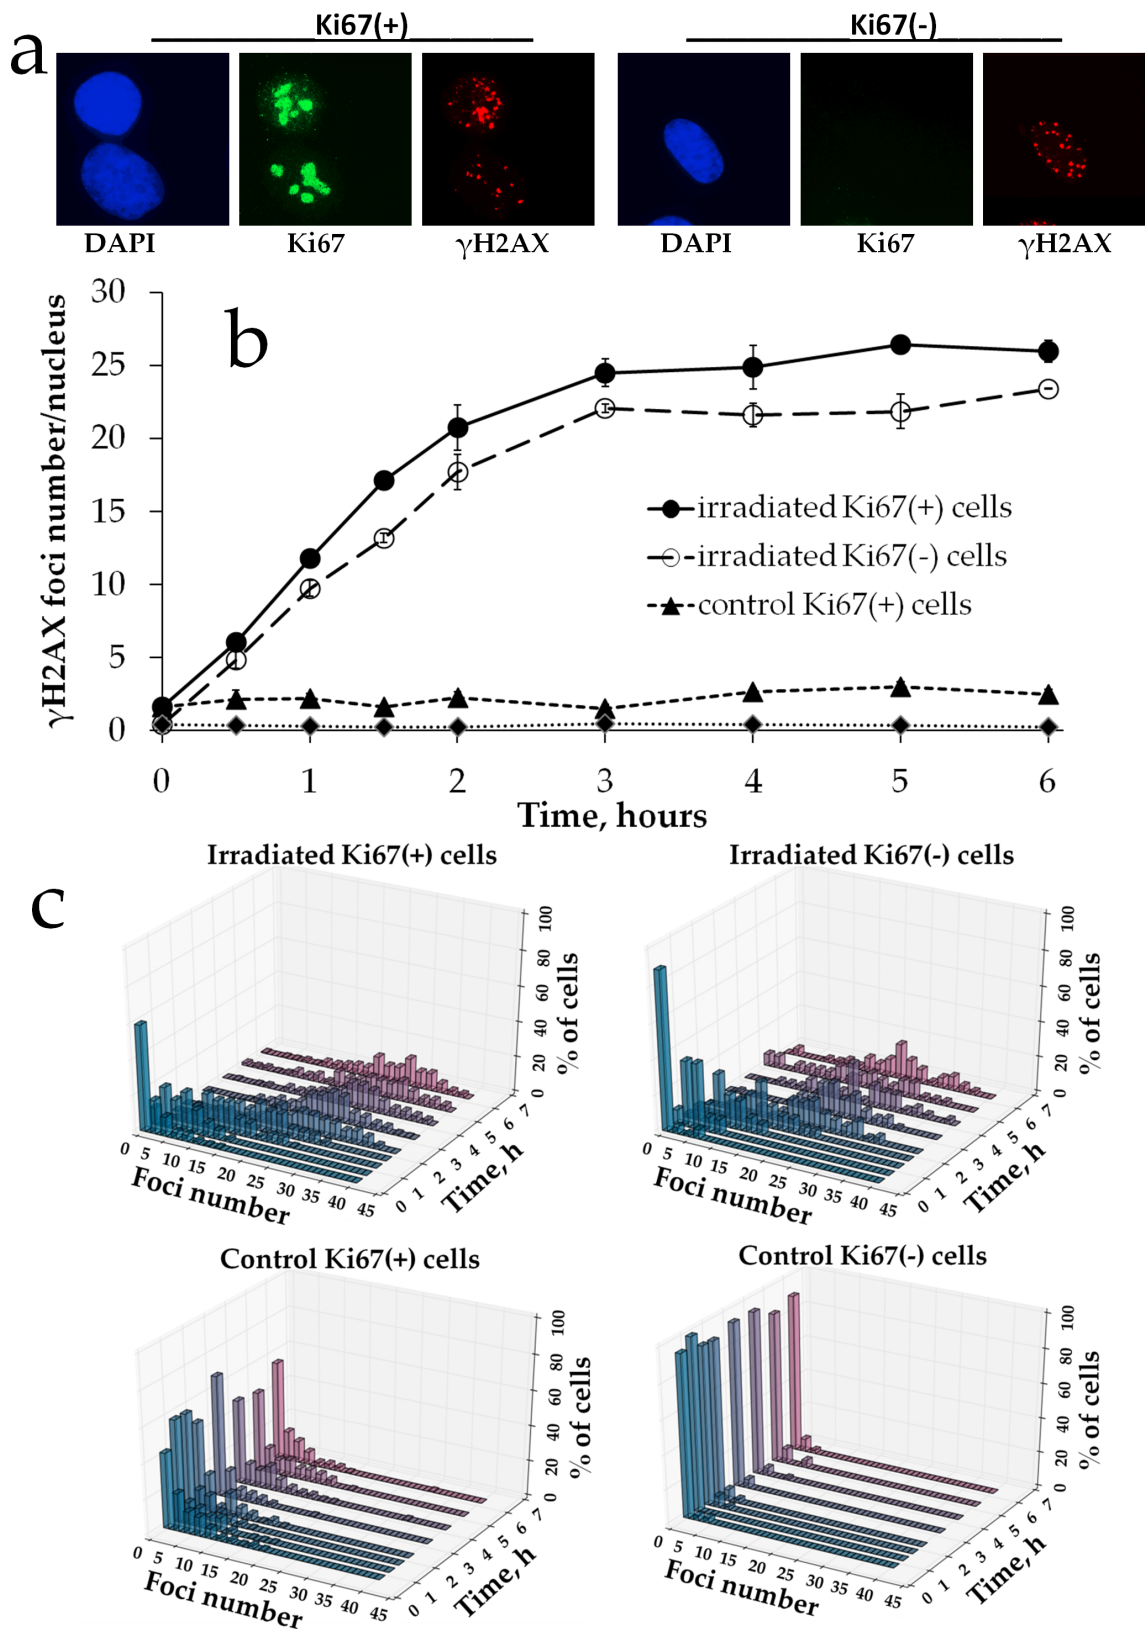 a
Ki67(+)
Ki67(-)
DAPI
Ki67
γH2AX
DAPI
Ki67
γH2AX
b
γH2AX foci number/nucleus
30
25
20
15
10
5
0
irradiated Ki67(+) cells
irradiated Ki67(-) cells
control Ki67(+) cells
0 1 2 3 4 5 6
Time, hours
c
Irradiated Ki67(+) cells
0 20 40 60 80 100
% of cells
0 5 10 15 20 25 30 35 40 45
Foci number
0 1 2 3 4 5 6 7
Time, h
Irradiated Ki67(-) cells
0 20 40 60 80 100
% of cells
0 5 10 15 20 25 30 35 40 45
Foci number
0 1 2 3 4 5 6 7
Time, h
Control Ki67(+) cells
0 20 40 60 80 100
% of cells
0 5 10 15 20 25 30 35 40 45
Foci number
0 1 2 3 4 5 6 7
Time, h
Control Ki67(-) cells
0 20 40 60 80 100
% of cells
0 5 10 15 20 25 30 35 40 45
Foci number
0 1 2 3 4 5 6 7
Time, h